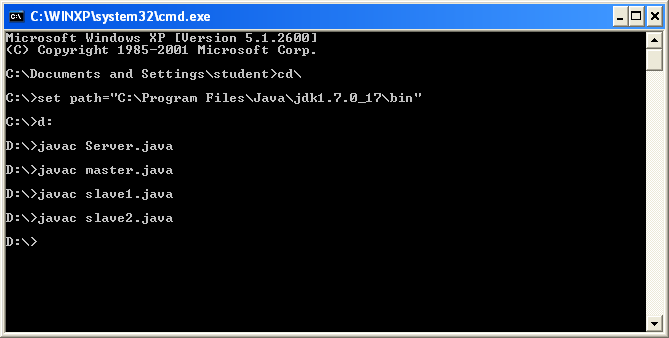 C:\WINXP\system32\cmd.exe
Microsoft Windows XP [Version 5.1.2600]
(C) Copyright 1985-2001 Microsoft Corp.
C:\Documents and Settings\student>cd\
C:\>set path="C:\Program Files\Java\jdk1.7.0_17\bin"
C:\>d:
D:\>javac Server.java
D:\>javac master.java
D:\>javac slave1.java
D:\>javac slave2.java
D:\>